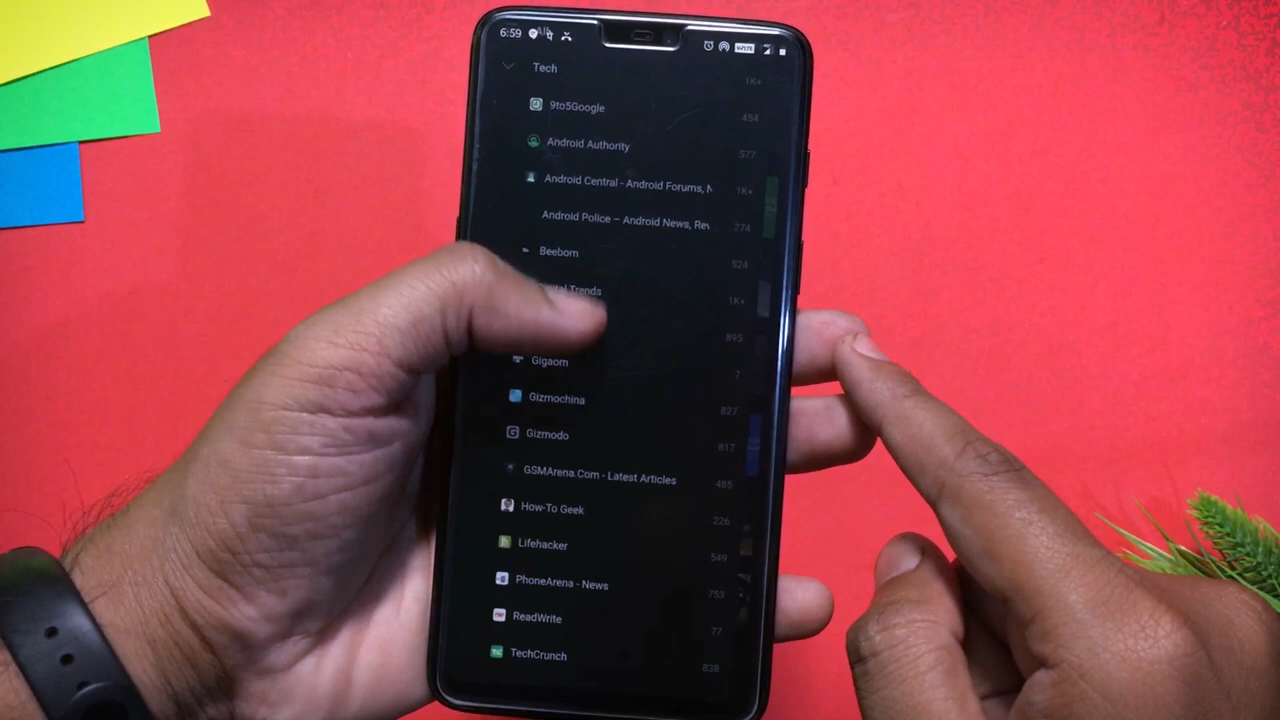 6:59
VoLTE
Tech 1K+
9to5Google 454
Android Authority 577
Android Central - Android Forums, N 1K+
Android Police – Android News, Rev 774
Beebom 524
Trends 1K+
895
Gigaom 7
Gizmochina 827
Gizmodo 817
GSMArena.Com - Latest Articles 485
How-To Geek 226
Lifehacker 549
PhoneArena - News 753
ReadWrite 77
TechCrunch 838